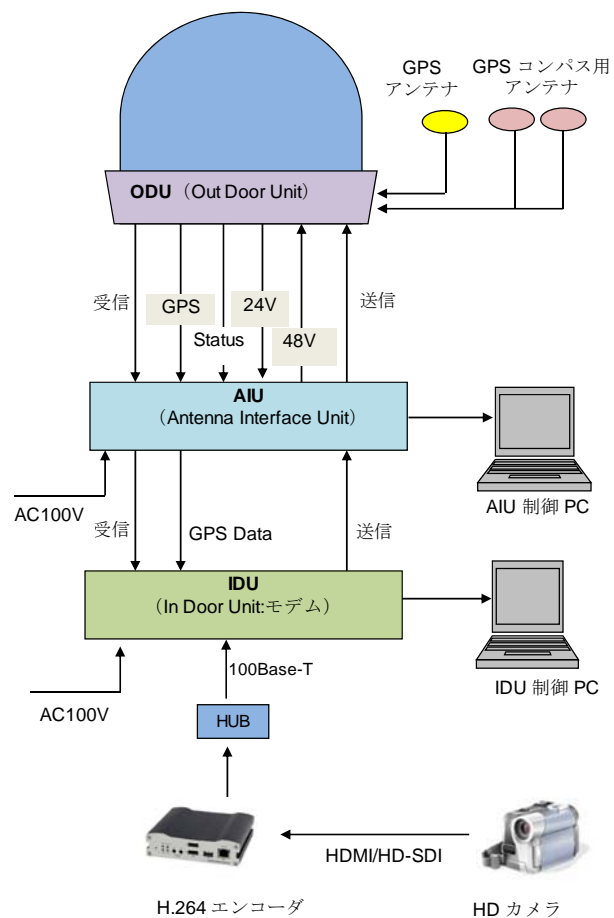 GPS
アンテナ
GPS コンパス用
アンテナ
ODU（Out Door Unit）
受信
GPS
Status
24V
48V
送信
AIU
（Antenna Interface Unit）
AC100V
AIU 制御 PC
受信
GPS Data
送信
IDU
（In Door Unit:モデム）
100Base-T
AC100V
IDU 制御 PC
HUB
HDMI/HD-SDI
H.264 エンコーダ
HD カメラ